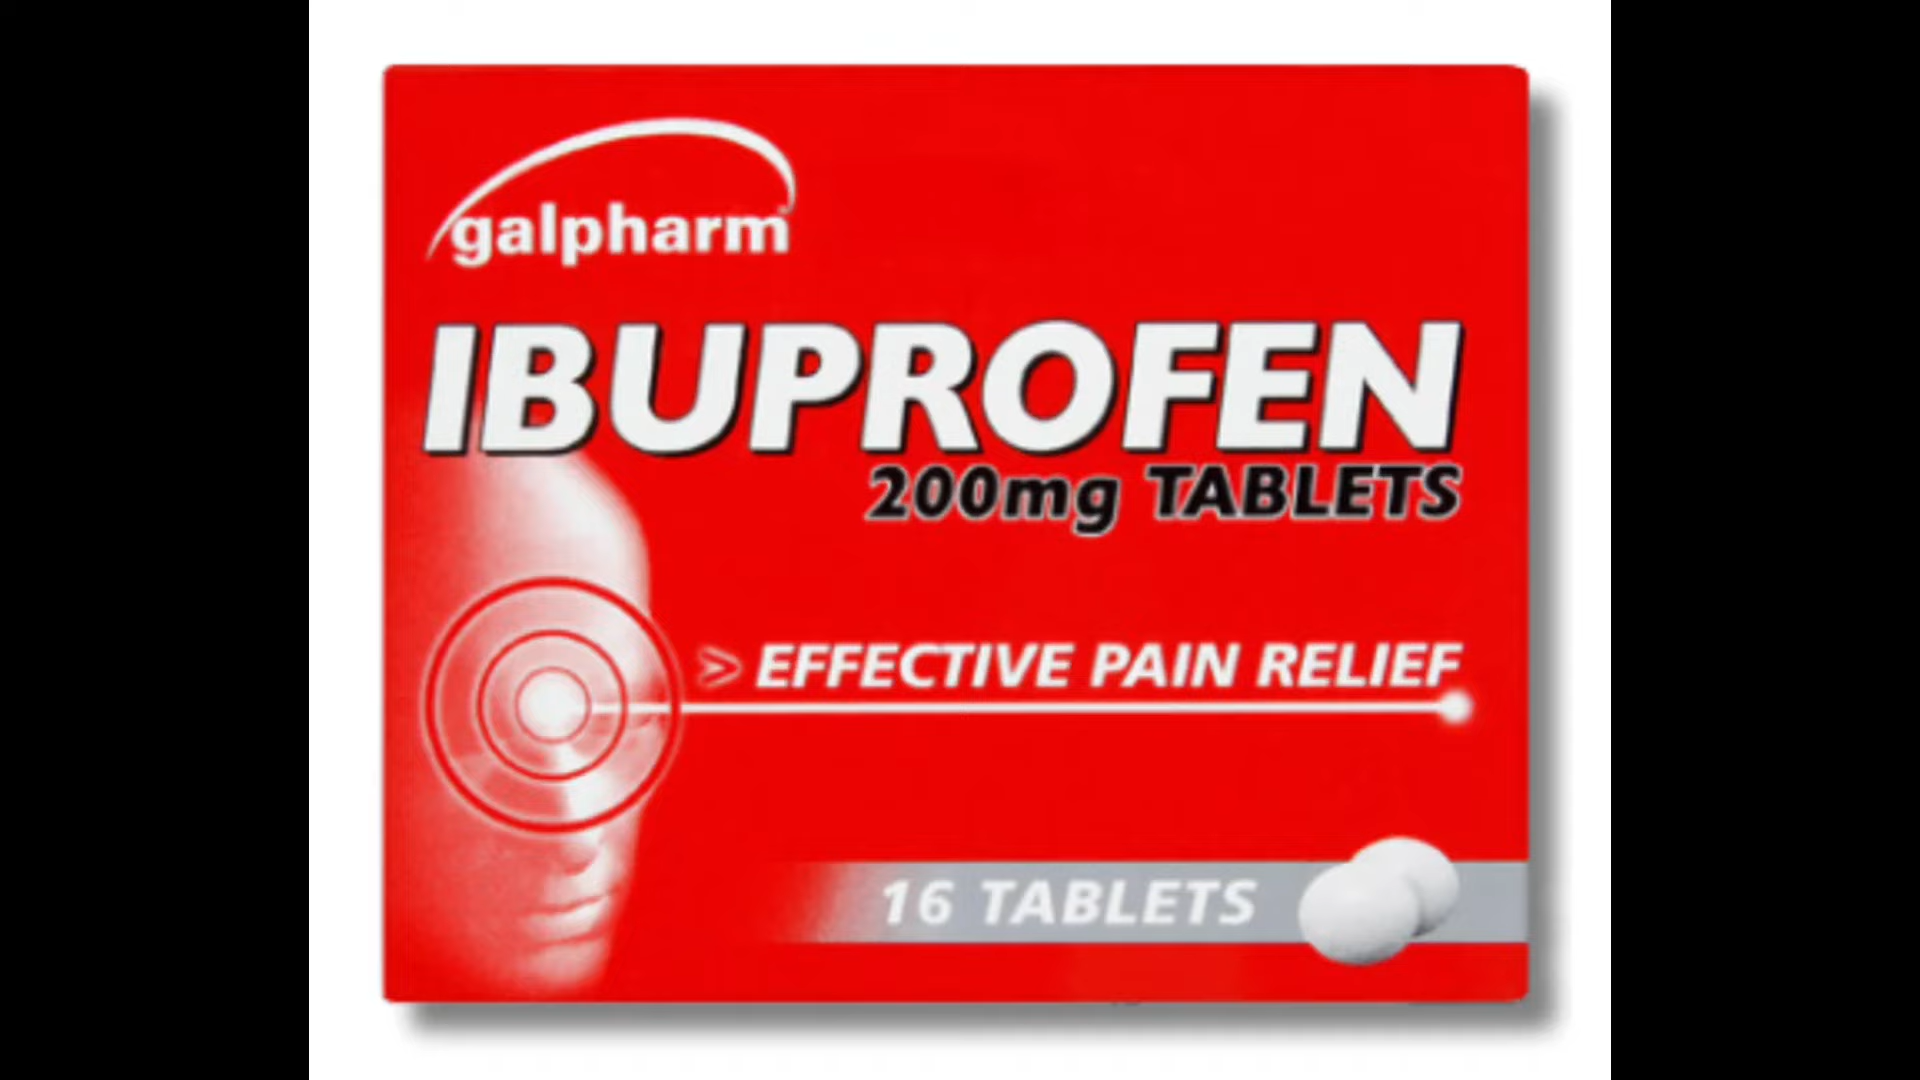 galpharm
IBUPROFEN
200mg TABLETS
> EFFECTIVE PAIN RELIEF
16 TABLETS